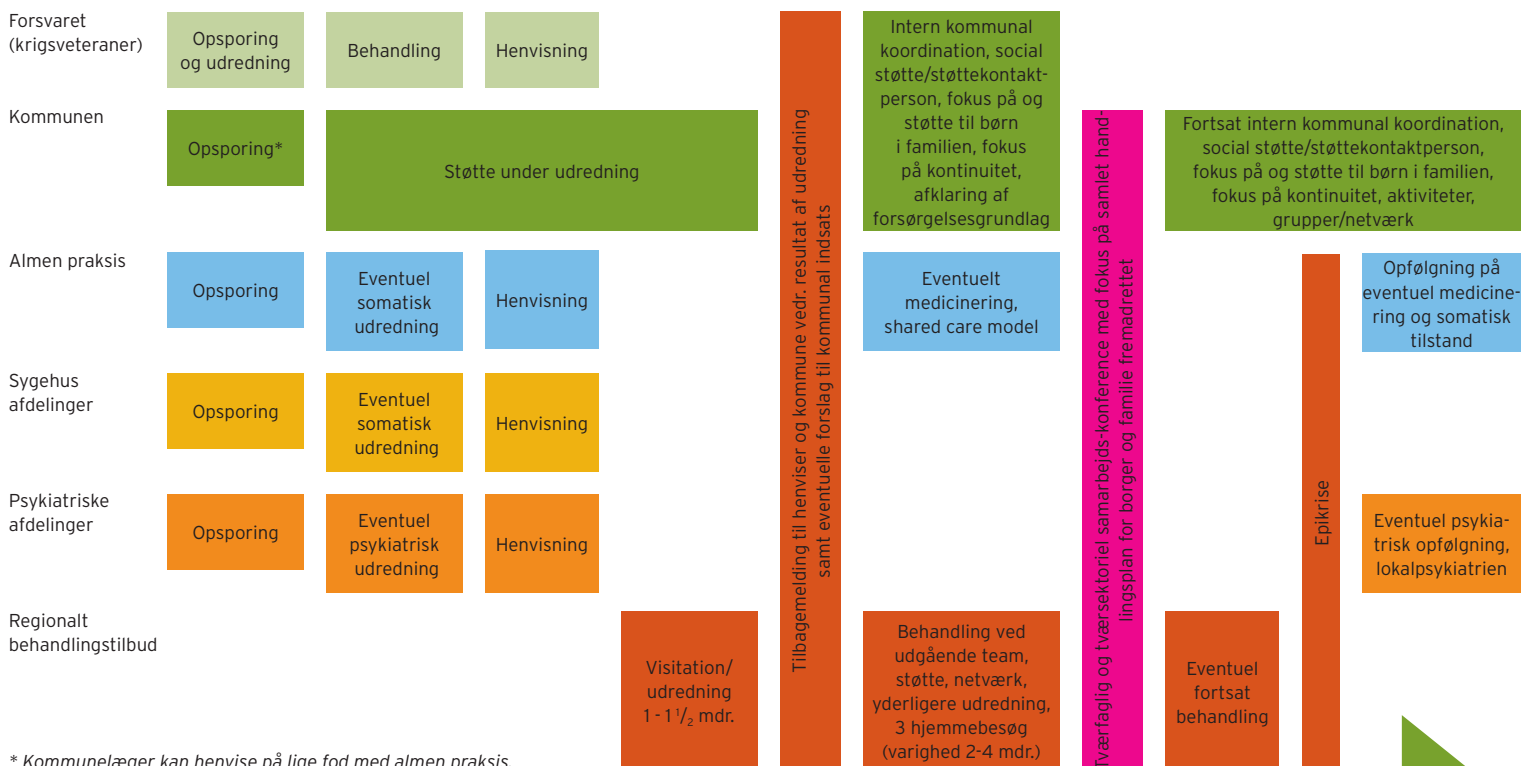 Forsvaret
(krigsveteraner)
Opsporing
og udredning
Behandling
Henvisning
Kommunen
Opsporing*
Støtte under udredning
Almen praksis
Opsporing
Eventuel
somatisk
udredning
Henvisning
Sygehus
afdelinger
Opsporing
Eventuel
somatisk
udredning
Henvisning
Psykiatriske
afdelinger
Opsporing
Eventuel
psykiatrisk
udredning
Henvisning
Regionalt
behandlingstilbud
Visitation/
udredning
1 - 1 1/2 mdr.
Tilbagemelding til henviser og kommune vedr. resultat af udredning
samt eventuelle forslag til kommunal indsats
Intern kommunal
koordination, social
støtte/støttekontakt-
person, fokus på og
støtte til børn
i familien, fokus
på kontinuitet,
afklaring af
forsørgelsesgrundlag
Eventuelt
medicinering,
shared care model
Behandling ved
udgående team,
støtte, netværk,
yderligere udredning,
3 hjemmebesøg
(varighed 2-4 mdr.)
Tværfaglig og tværsektoriel samarbejds-konference med fokus på samlet hand-
lingsplan for borger og familie fremadrettet
Fortsat intern kommunal koordination,
social støtte/støttekontaktperson,
fokus på og støtte til børn i familien,
fokus på kontinuitet, aktiviteter,
grupper/netværk
Eventuel
fortsat
behandling
Epikrise
Opfølgning på
eventuel medicine-
ring og somatisk
tilstand
Eventuel psykia-
trisk opfølgning,
lokalpsykiatrien
* Kommunelæger kan henvise på lige fod med almen praksis.